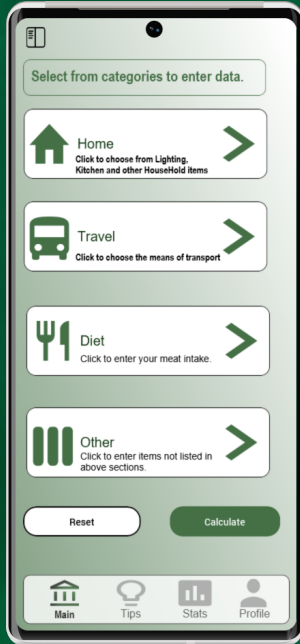 Select from categories to enter data.
Home
Click to choose from Lighting,
Kitchen and other HouseHold items
Travel
Click to choose the means of transport
Diet
Click to enter your meat intake.
Other
Click to enter items not listed in
above sections.
Reset
Calculate
Main
Tips
Stats
Profile